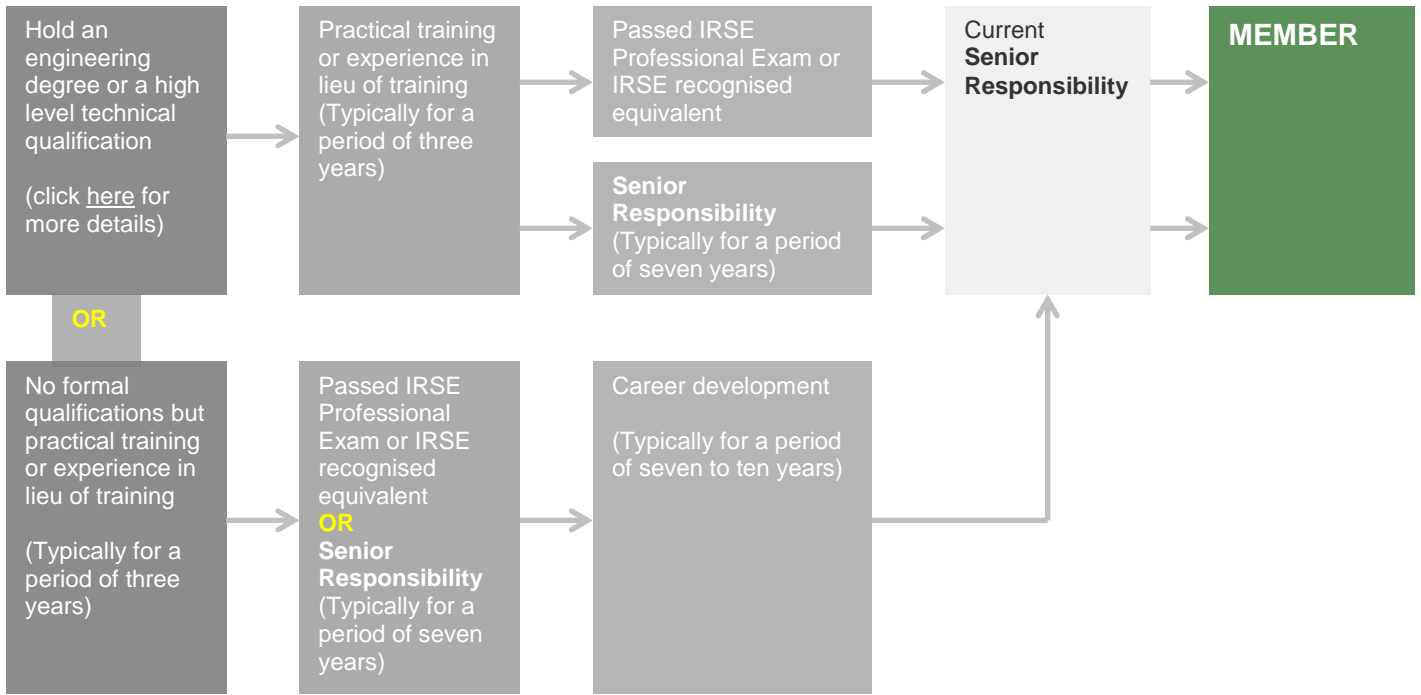 Hold an
engineering
degree or a high
level technical
qualification
(click here for
more details)
Practical training
or experience in
lieu of training
(Typically for a
period of three
years)
Passed IRSE
Professional Exam or
IRSE recognised
equivalent
Senior
Responsibility
(Typically for a period
of seven years)
Current
Senior
Responsibility
MEMBER
OR
No formal
qualifications but
practical training
or experience in
lieu of training
(Typically for a
period of three
years)
Passed IRSE
Professional
Exam or IRSE
recognised
equivalent
OR
Senior
Responsibility
(Typically for a
period of seven
years)
Career development
(Typically for a period
of seven to ten years)